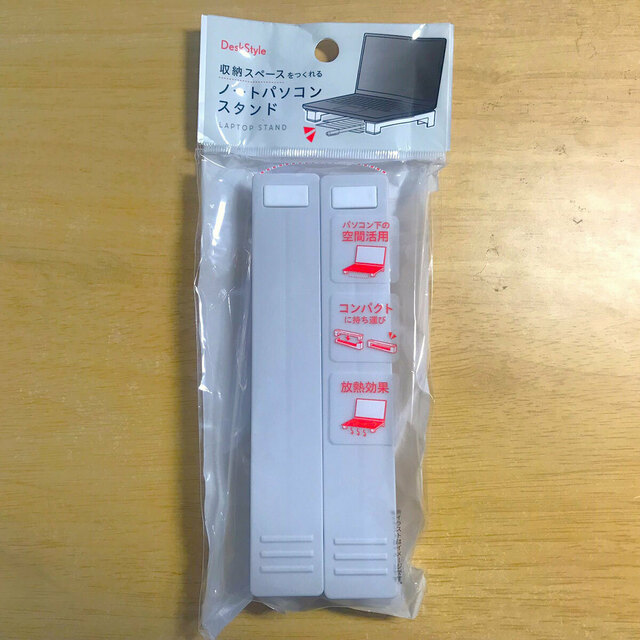 DeskStyle
収納スペースをつくれる
ノートパソコン
スタンド
LAPTOP STAND
パソコン下の
空間活用
コンパクト
に持ち運び
放熱効果